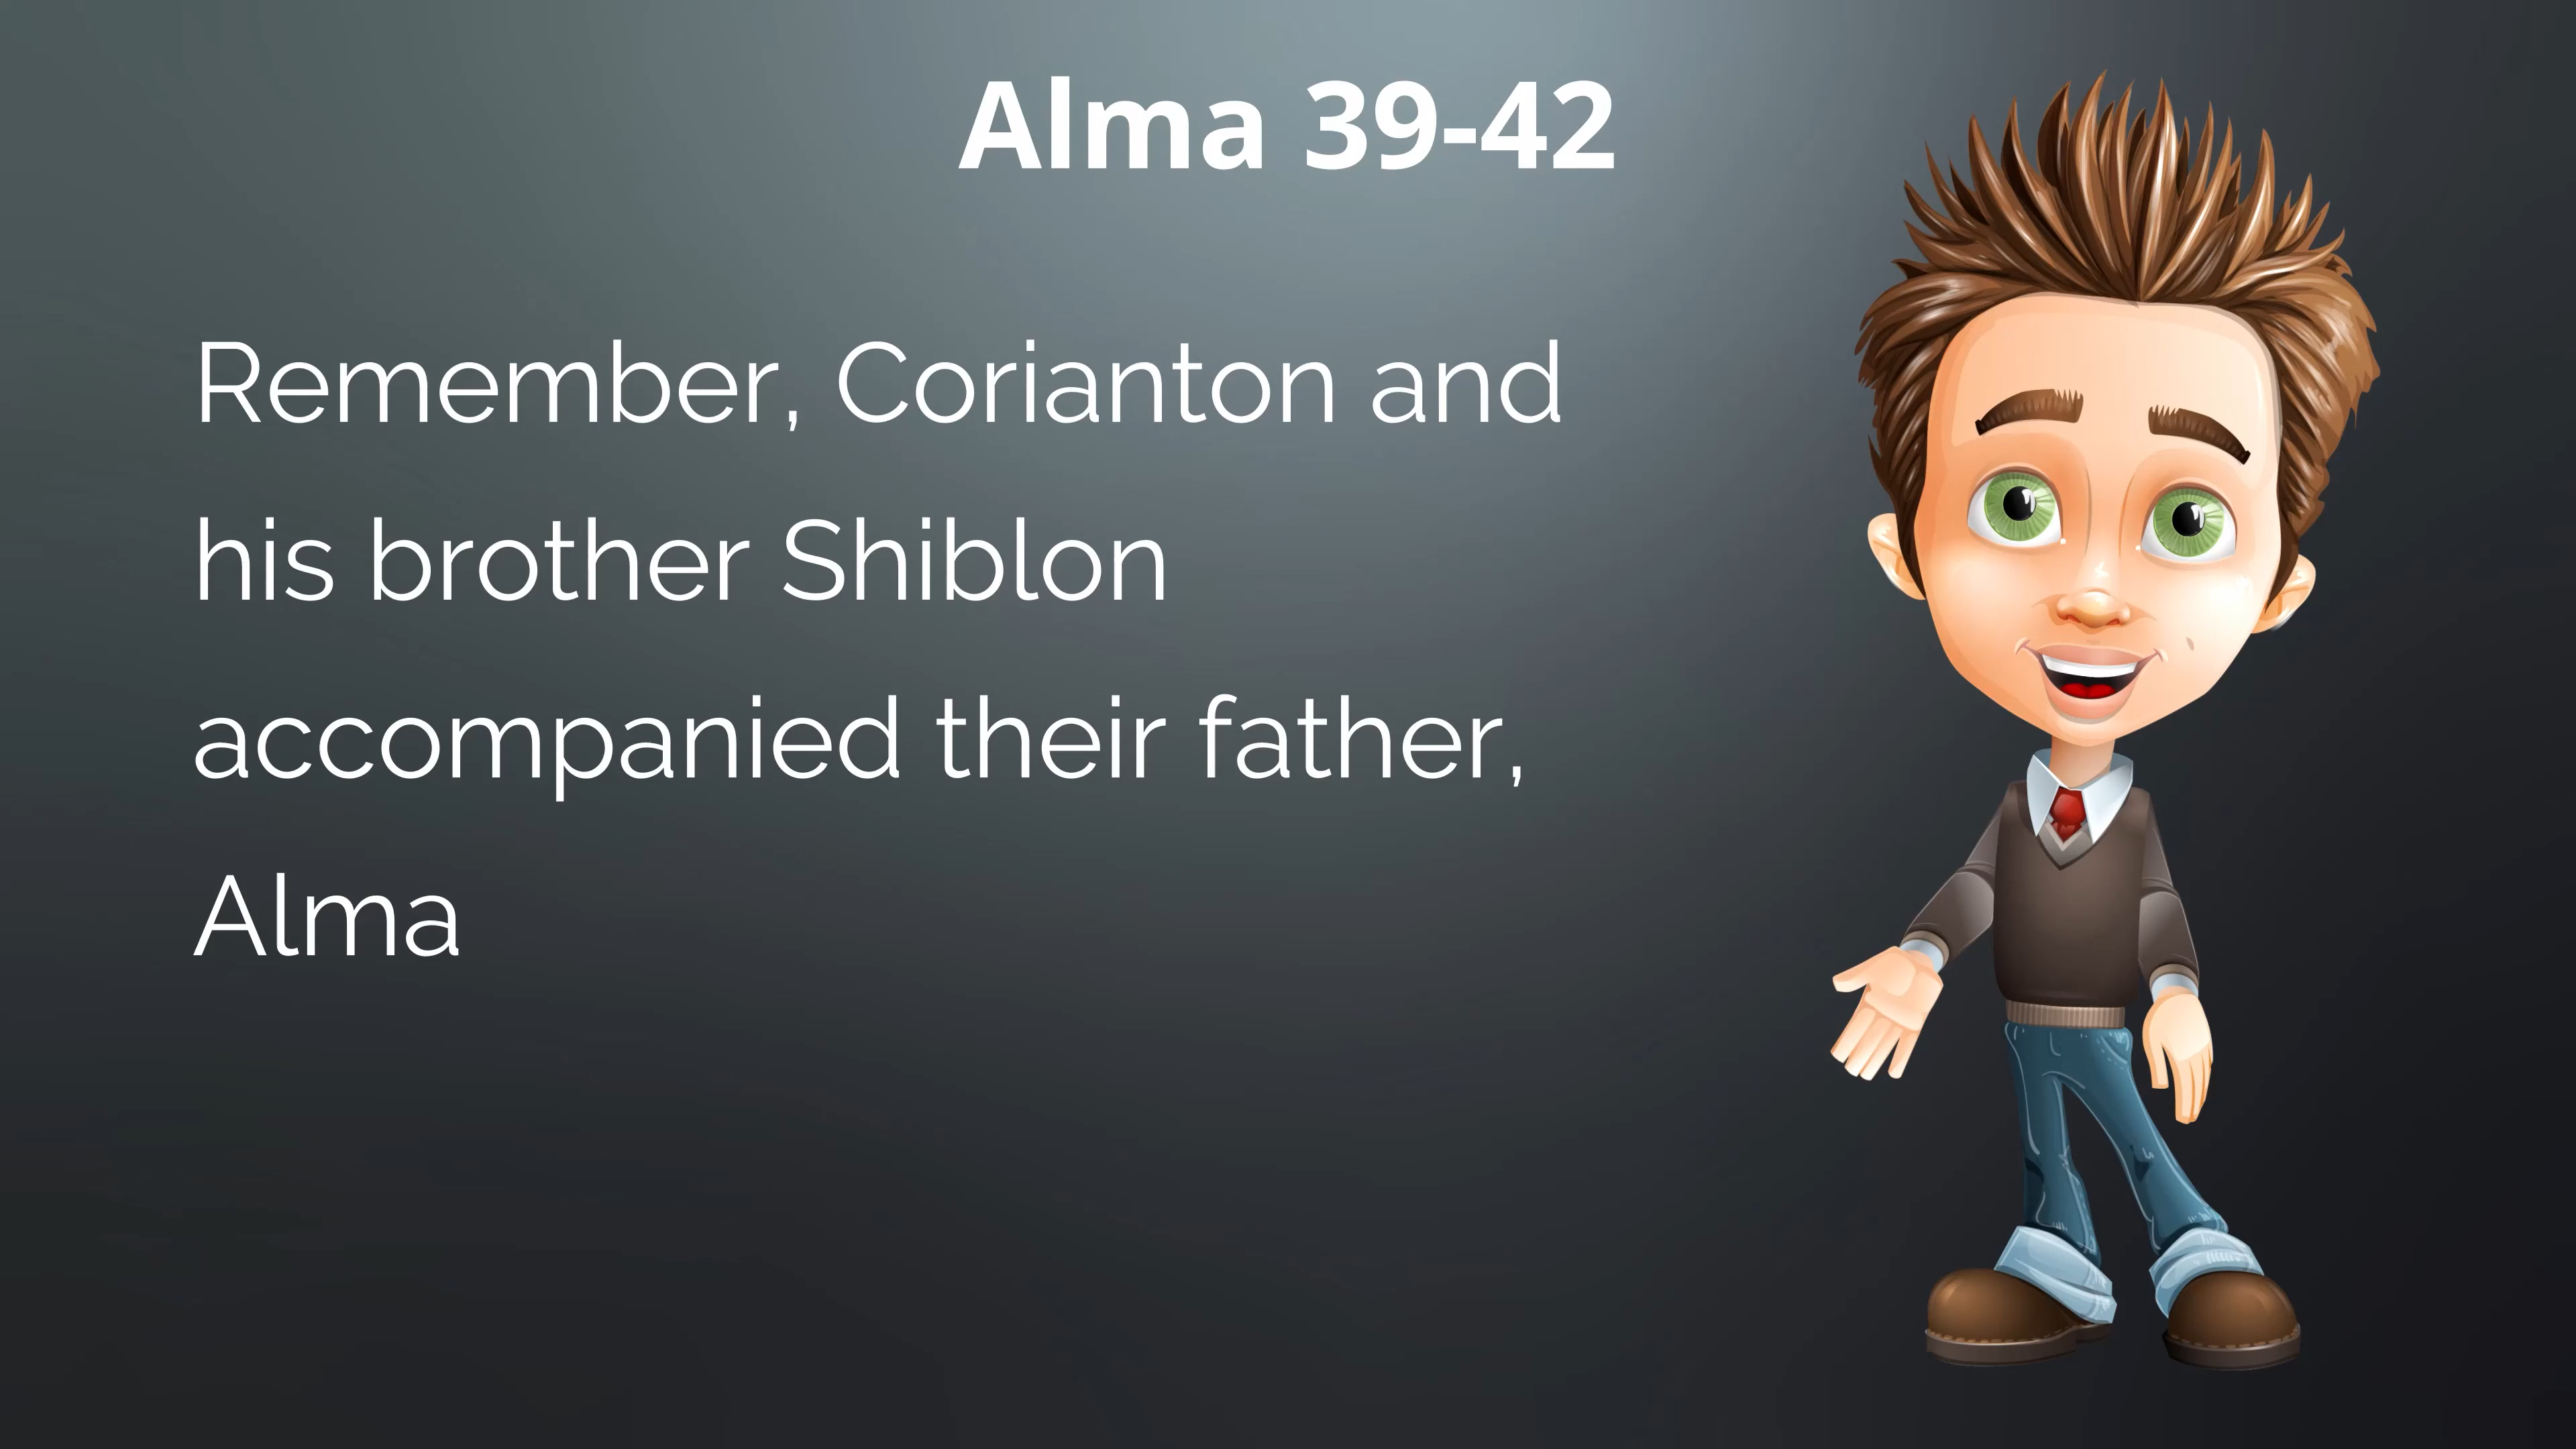 Alma 39-42
Remember, Corianton and
his brother Shiblon
accompanied their father,
Alma